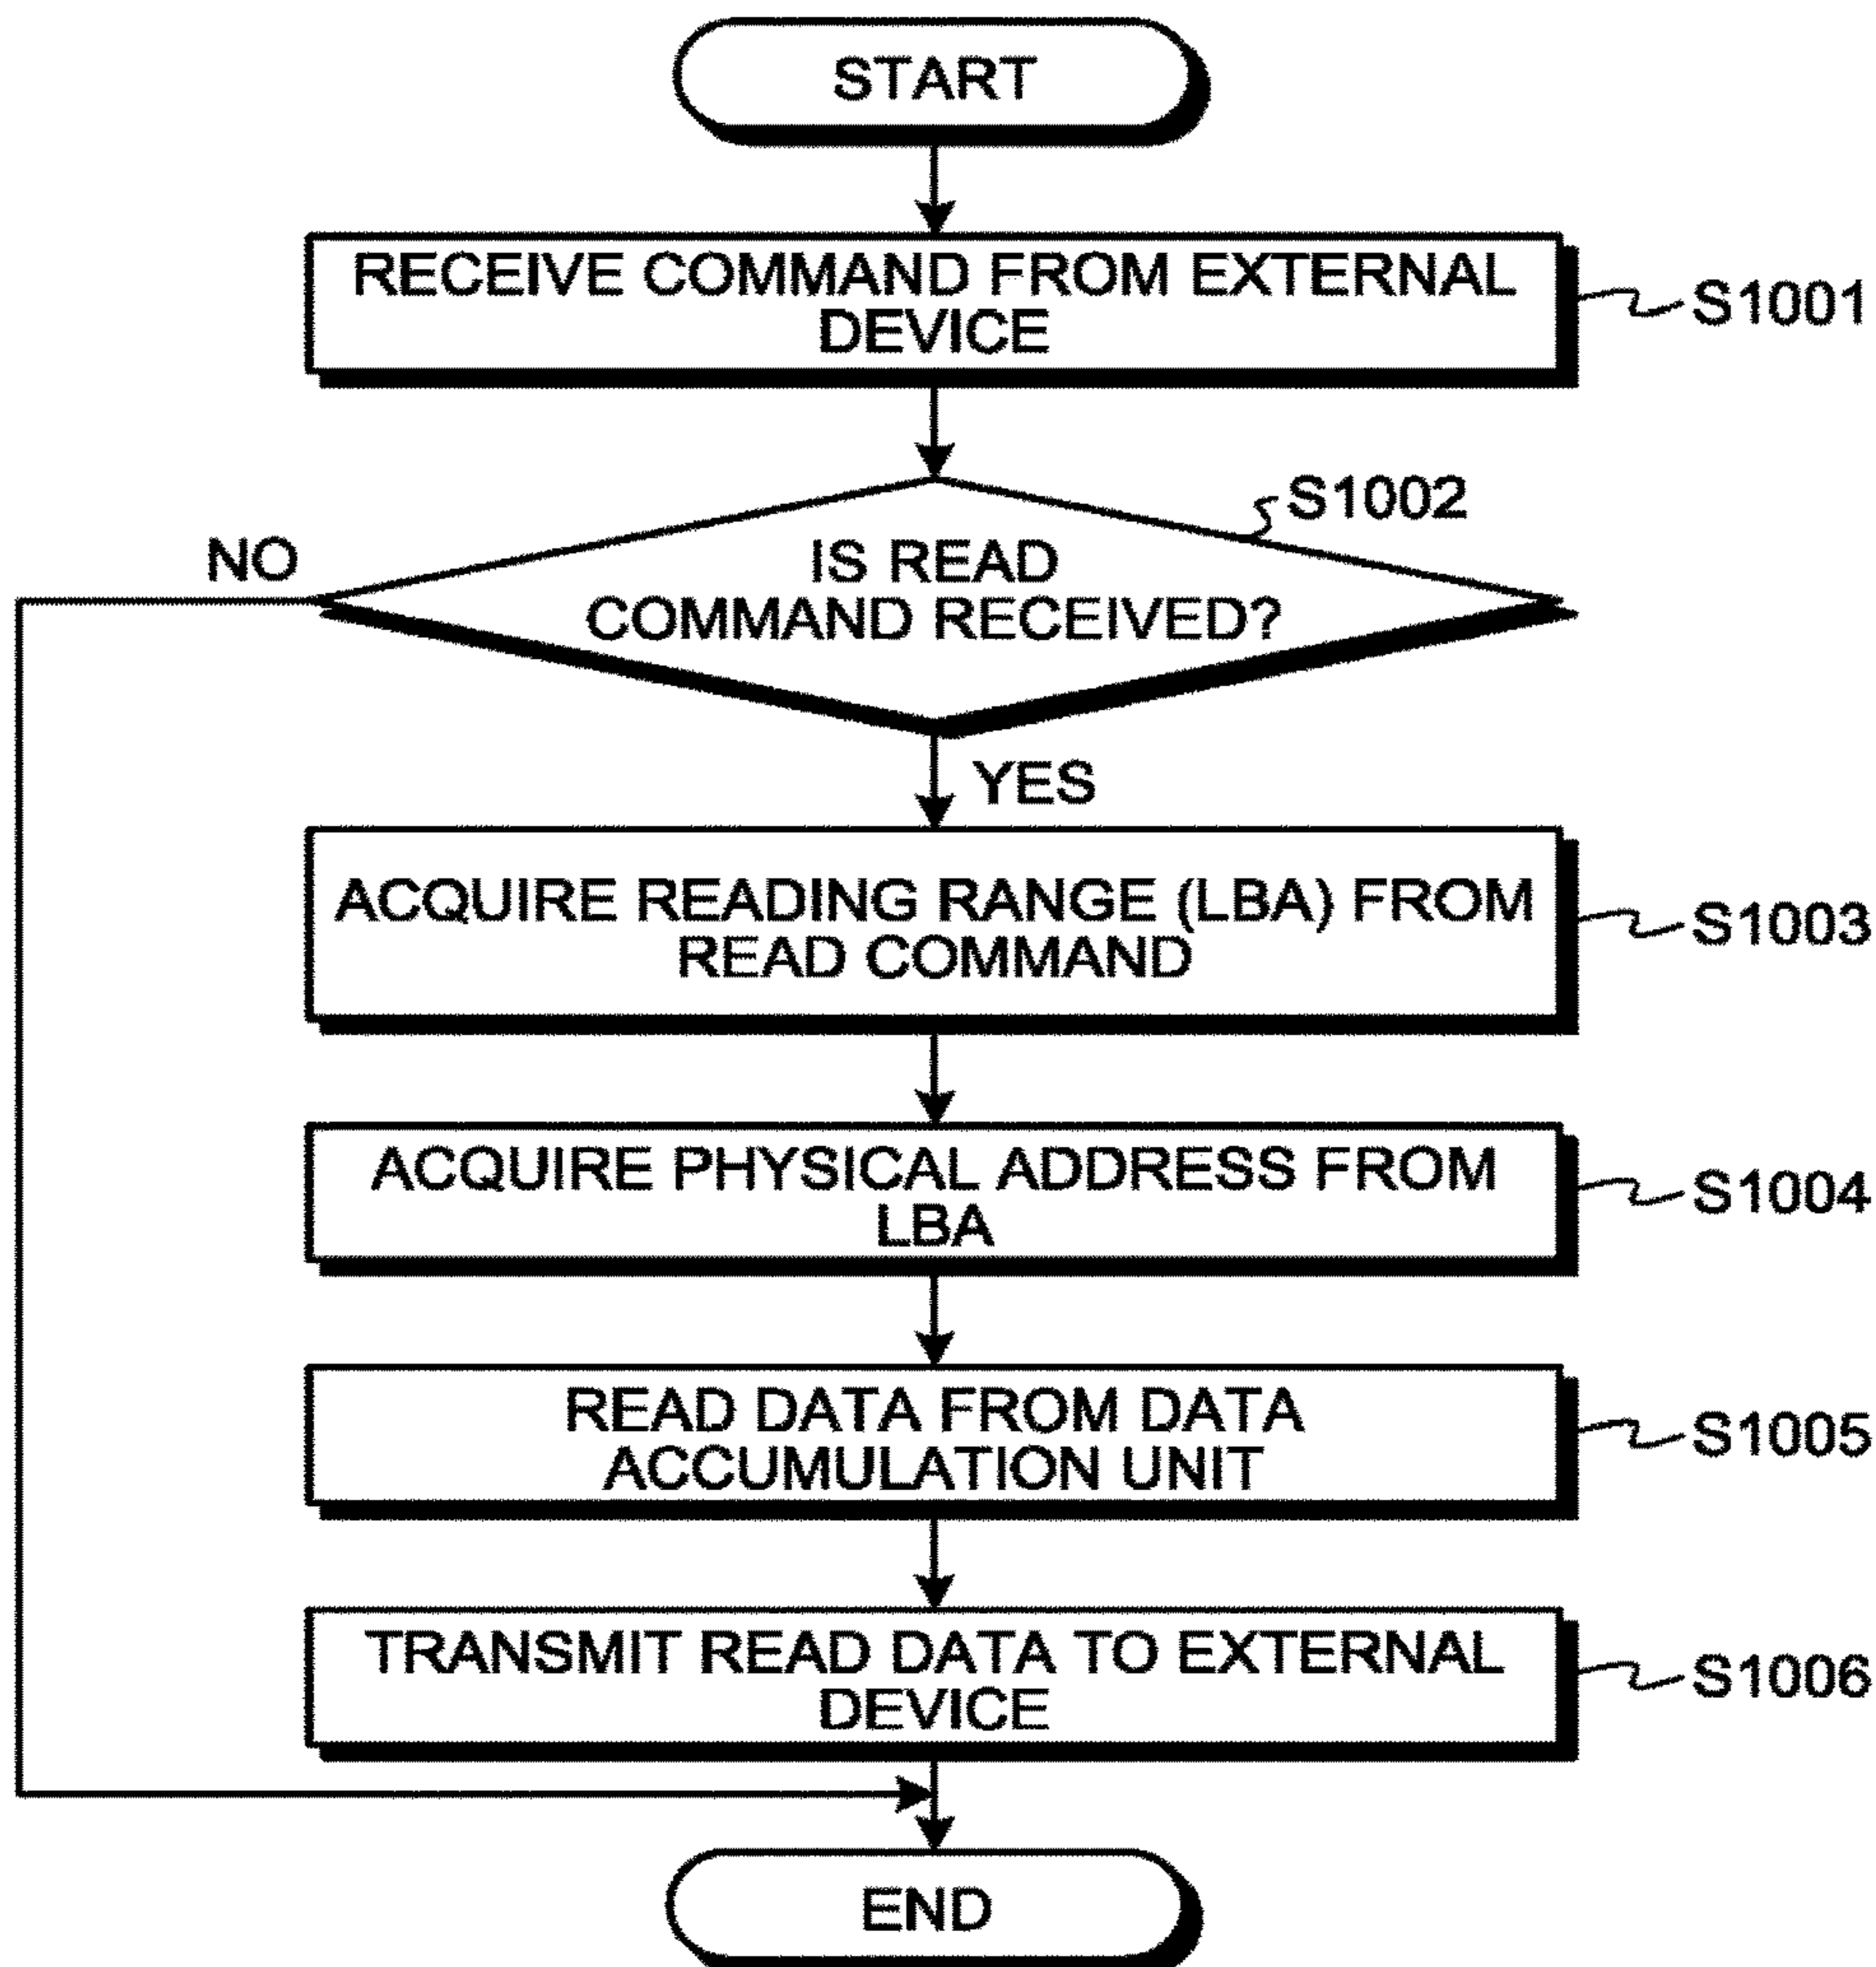 START
RECEIVE COMMAND FROM EXTERNAL
DEVICE
S1001
S1002
NO
IS READ
COMMAND RECEIVED?
YES
ACQUIRE READING RANGE (LBA) FROM
READ COMMAND
S1003
ACQUIRE PHYSICAL ADDRESS FROM
LBA
S1004
READ DATA FROM DATA
ACCUMULATION UNIT
S1005
TRANSMIT READ DATA TO EXTERNAL
DEVICE
S1006
END